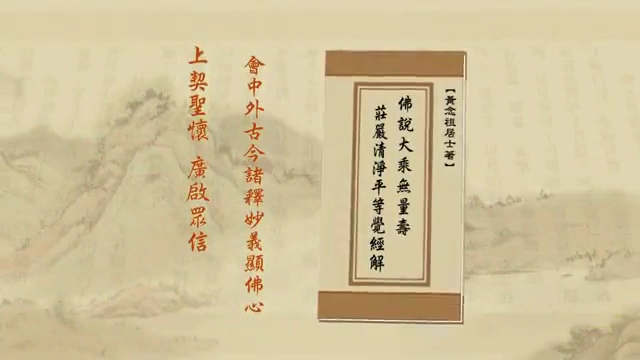 【黃念祖居士著】
佛說大乘無量壽
莊嚴清淨平等覺經解
會中外古今諸釋妙義顯佛心
上契聖懷 廣啟眾信